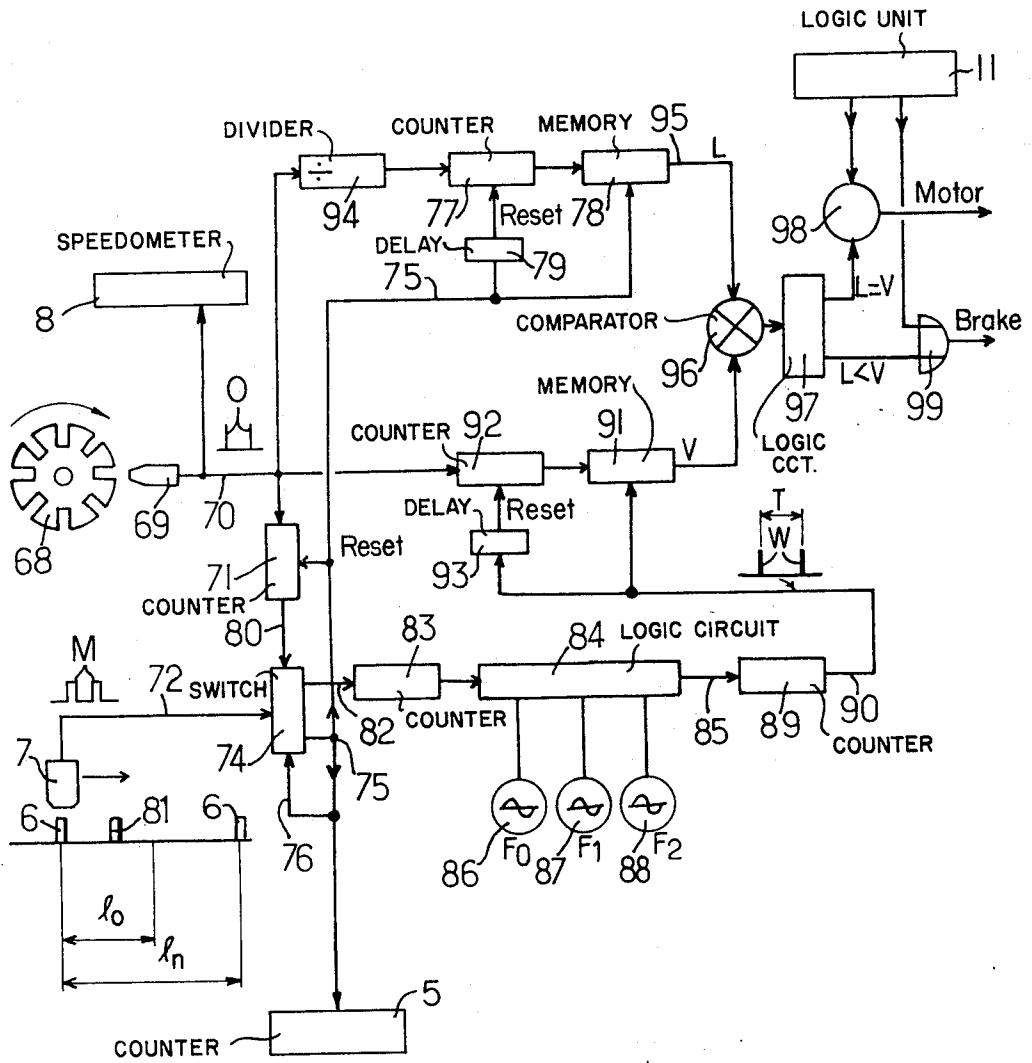 LOGIC UNIT
11
DIVIDER
COUNTER
MEMORY
95
L
÷
94
77
78
Reset
98
Motor
SPEEDOMETER
DELAY
79
75
8
L=V
COMPARATOR
96
Brake
O
MEMORY
L<V
97
99
COUNTER
92
91
V
LOGIC
CCT.
69
70
DELAY
Reset
T
68
Reset
W
71
93
COUNTER
80
83
84
LOGIC CIRCUIT
M
72
SWITCH
82
COUNTER
85
89
90
7
74
75
COUNTER
6
81
6
76
86
F0
87
F1
88
F2
ℓ0
ℓn
5
COUNTER